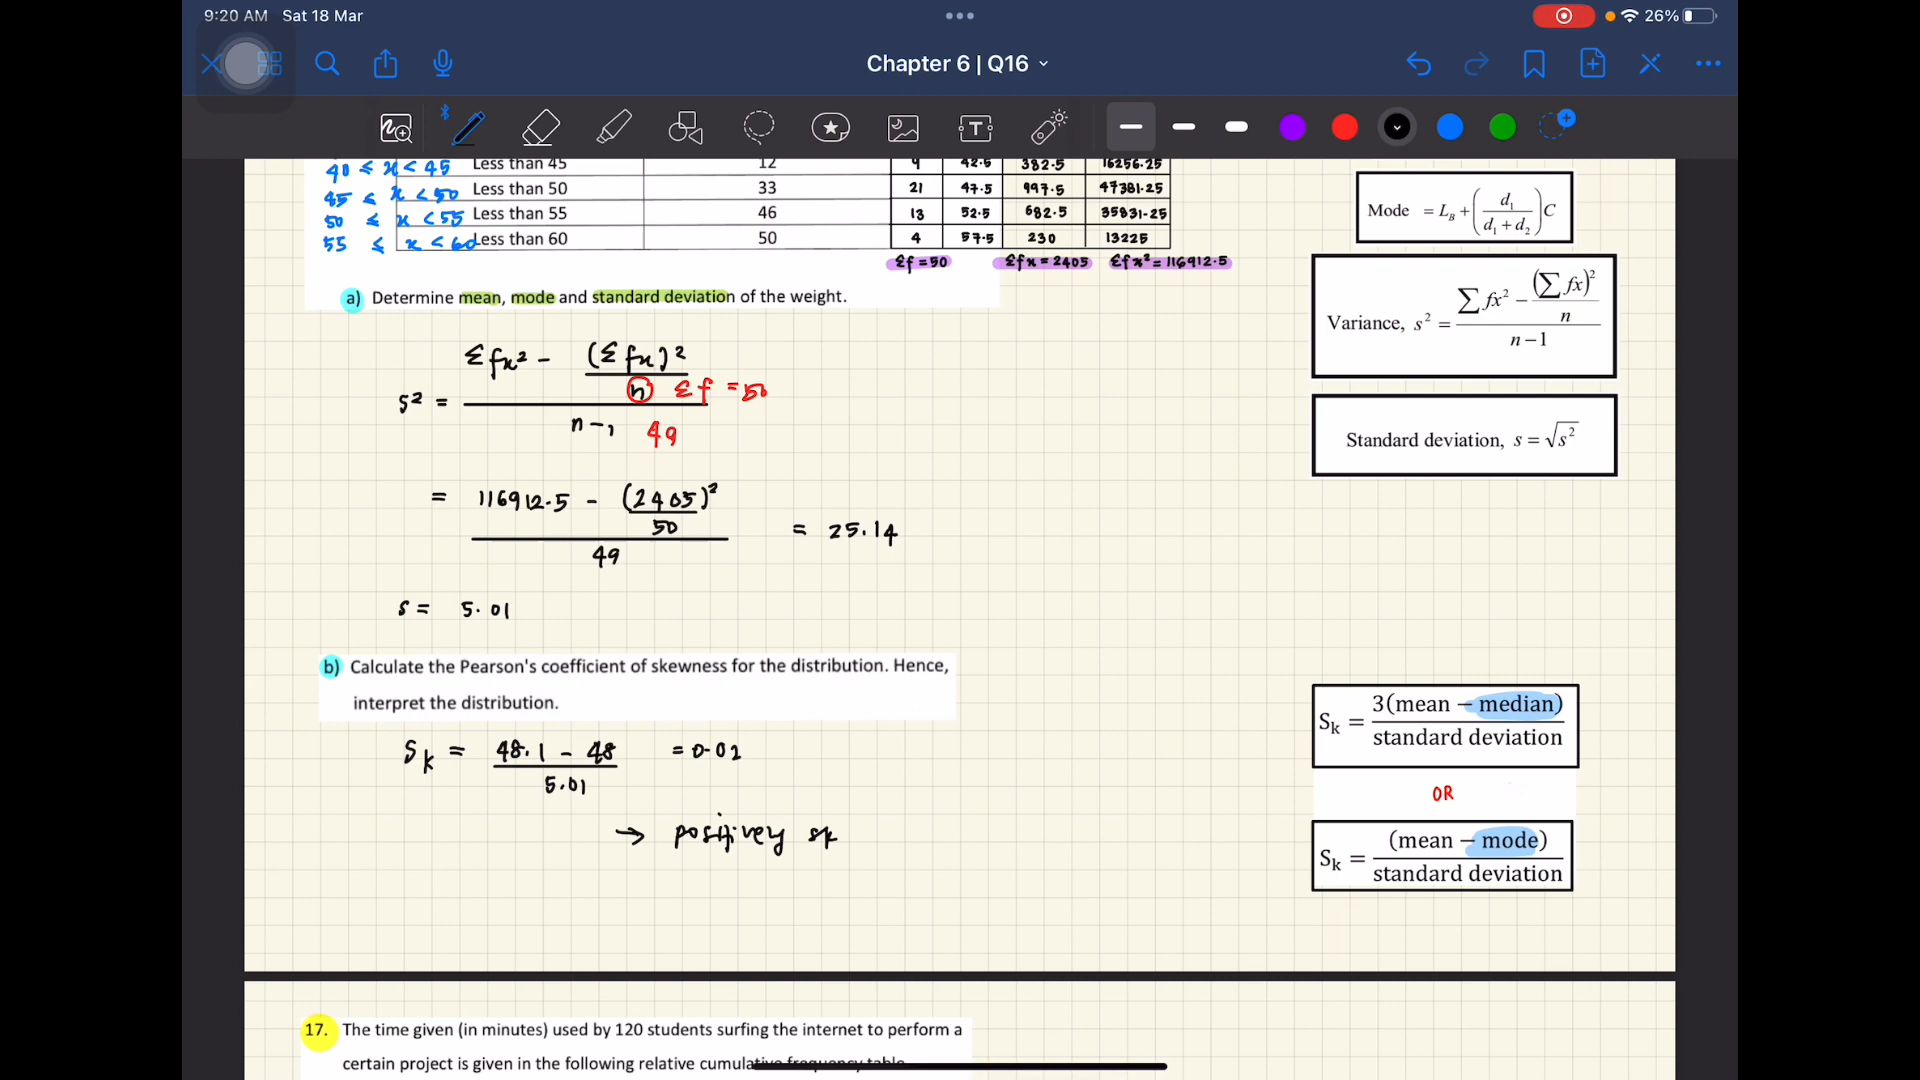 9:20 AM Sat 18 Mar
26%
Chapter 6 | Q16
40 ≤ x < 45 Less than 45 12 9 42.5 382.5 16256.25
45 ≤ x < 50 Less than 50 33 21 47.5 997.5 47381.25
50 ≤ x < 55 Less than 55 46 13 52.5 682.5 35831.25
55 ≤ x < 60 Less than 60 50 4 57.5 230 13225
Σf = 50 Σfx = 2405 Σfx² = 116912.5
Mode = L_B + (d₁ / (d₁ + d₂)) C
a) Determine mean, mode and standard deviation of the weight.
Variance, s² = (∑fx² − (∑fx)² / n) / (n − 1)
s² = (Σfx² − (Σfx)² / n) / (n − 1)
Σf = 50
49
Standard deviation, s = √s²
= (116912.5 − (2405)² / 50) / 49 = 25.14
s = 5.01
b) Calculate the Pearson's coefficient of skewness for the distribution. Hence,
interpret the distribution.
S_k = (48.1 − 48) / 5.01 = 0.02
→ positively sk
S_k = 3(mean − median) / standard deviation
OR
S_k = (mean − mode) / standard deviation
17. The time given (in minutes) used by 120 students surfing the internet to perform a
certain project is given in the following relative cumulative frequency table.